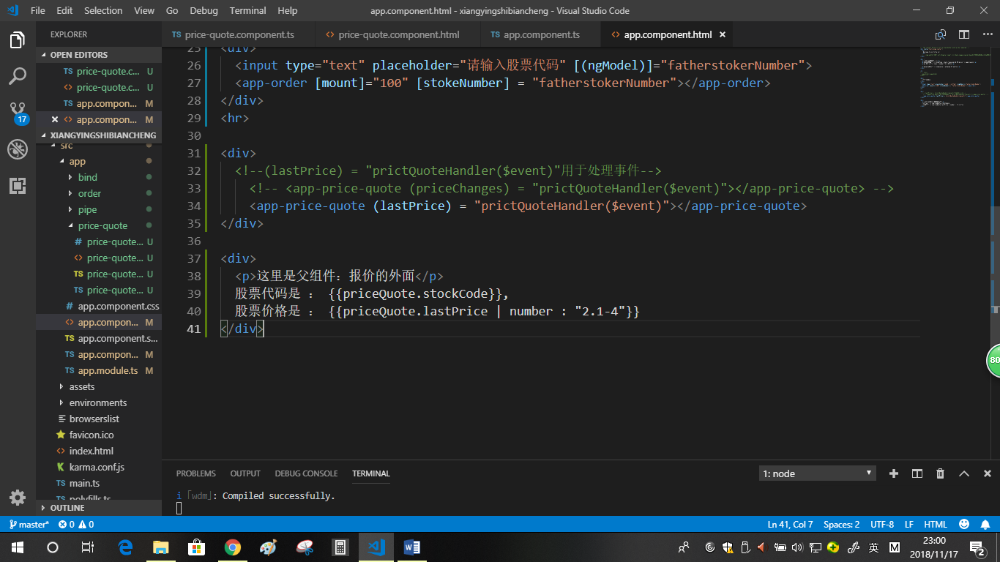 File Edit Selection View Go Debug Terminal Help
app.component.html - xiangyingshibiancheng - Visual Studio Code
EXPLORER
price-quote.component.ts
price-quote.component.html
app.component.ts
app.component.html
OPEN EDITORS
TS price-quote.c... U
<> price-quote.c... U
TS app.compon... M
<> app.compon... M
17
XIANGYINGSHIBIANCHENG
src
app
bind
order
pipe
price-quote
# price-quote... U
<> price-quote... U
TS price-quote... U
TS price-quote... U
# app.component.css
<> app.compon... M
TS app.component.s...
TS app.compon... M
TS app.module.ts M
assets
environments
browserslist
favicon.ico
<> index.html
karma.conf.js
TS main.ts
TS polyfills.ts
OUTLINE
25 <div>
26 <input type="text" placeholder="请输入股票代码" [(ngModel)]="fatherstokerNumber">
27 <app-order [mount]="100" [stokeNumber] = "fatherstokerNumber"></app-order>
28 </div>
29 <hr>
30
31 <div>
32 <!--(lastPrice) = "prictQuoteHandler($event)"用于处理事件-->
33 <!-- <app-price-quote (priceChanges) = "prictQuoteHandler($event)"></app-price-quote> -->
34 <app-price-quote (lastPrice) = "prictQuoteHandler($event)"></app-price-quote>
35 </div>
36
37 <div>
38 <p>这里是父组件：报价的外面</p>
39 股票代码是 ： {{priceQuote.stockCode}},
40 股票价格是 ： {{priceQuote.lastPrice | number : "2.1-4"}}
41 </div>
80
PROBLEMS OUTPUT DEBUG CONSOLE TERMINAL
1: node
i ｢wdm｣: Compiled successfully.
master* 0 0
Ln 41, Col 7 Spaces: 2 UTF-8 LF HTML
英 M
23:00
2018/11/17
2